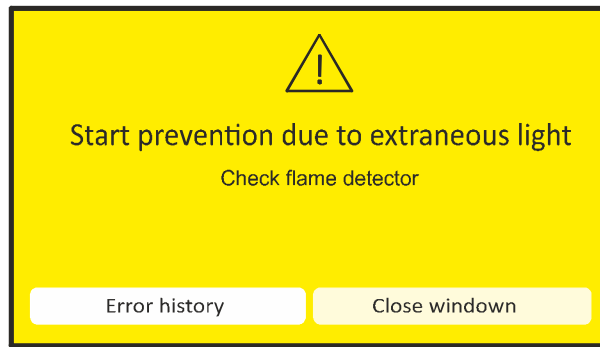 Start prevention due to extraneous light
Check flame detector
Error history
Close windown